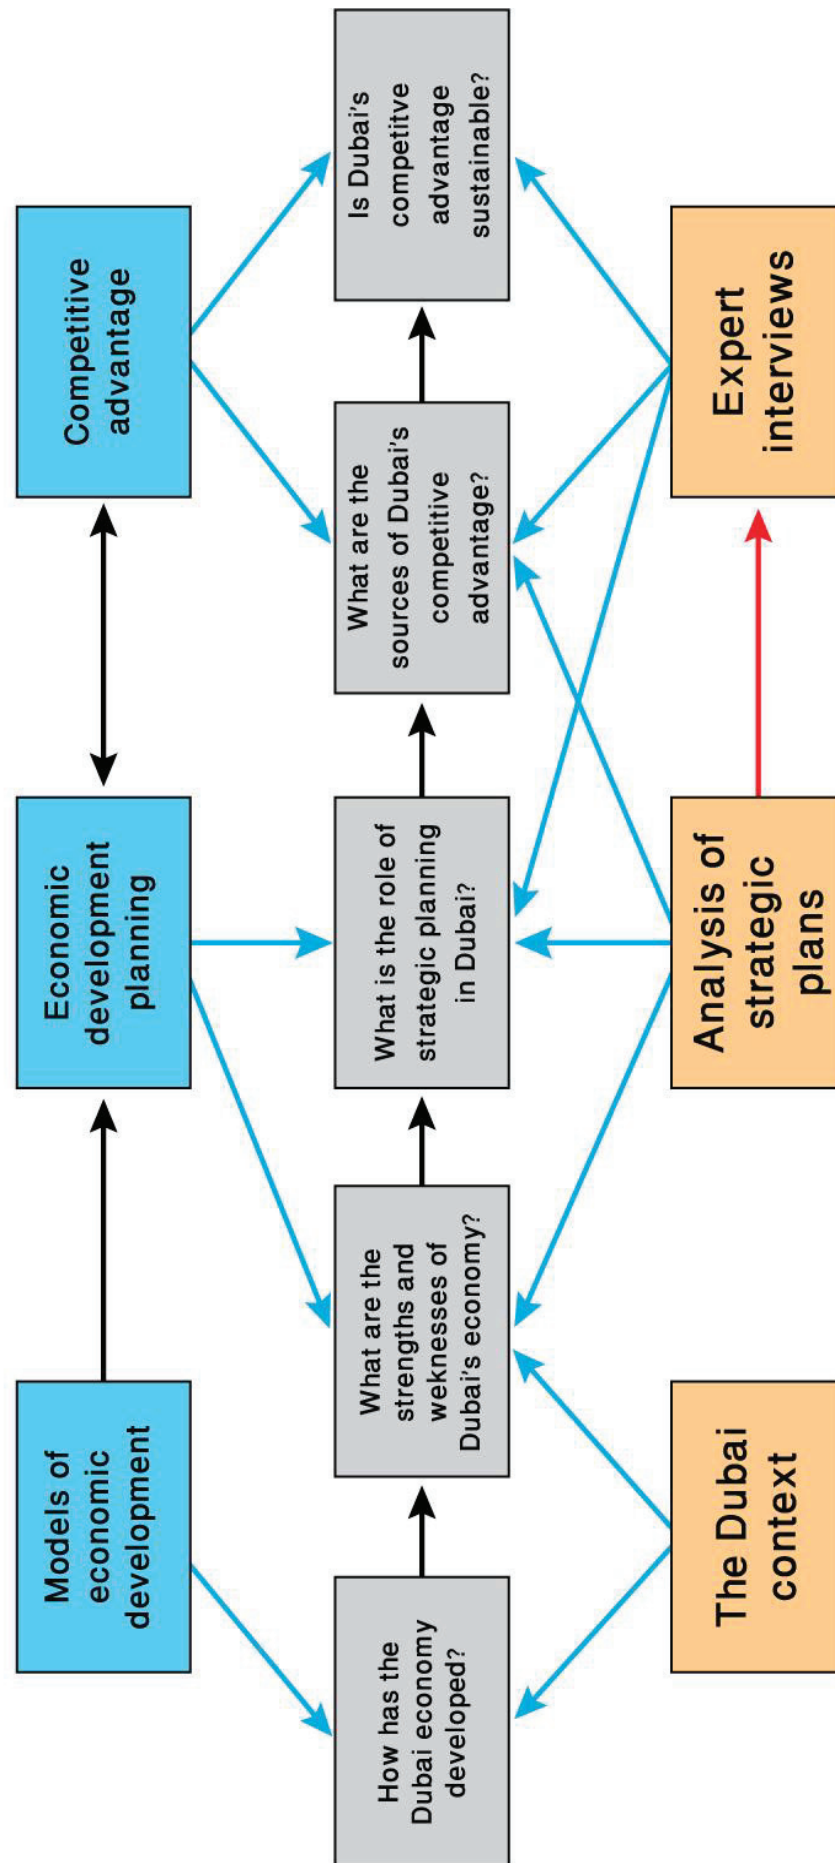 Models of
economic
development
Economic
development
planning
Competitive
advantage
How has the
Dubai economy
developed?
What are the
strengths and
weknesses of
Dubai's economy?
What is the role of
strategic planning
in Dubai?
What are the
sources of Dubai's
competitive
advantage?
Is Dubai's
competitve
advantage
sustainable?
The Dubai
context
Analysis of
strategic
plans
Expert
interviews